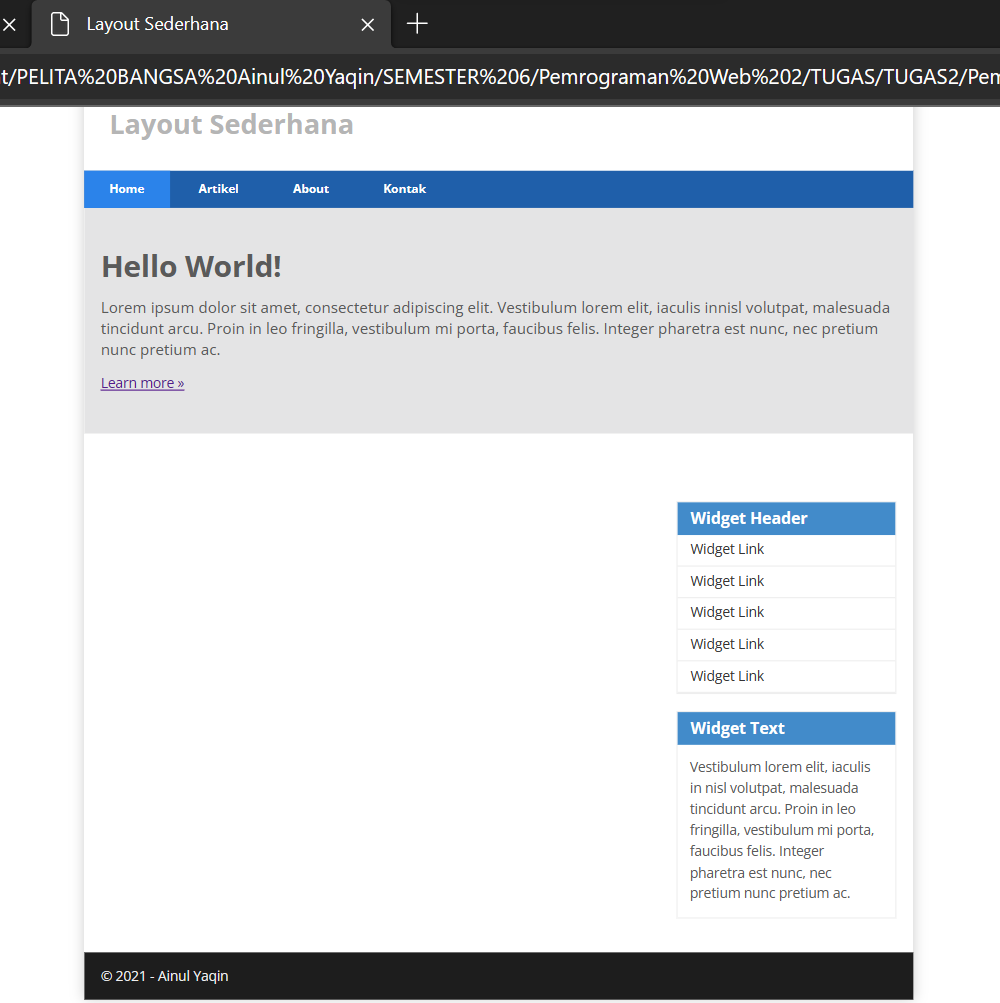 Layout Sederhana
t/PELITA%20BANGSA%20Ainul%20Yaqin/SEMESTER%206/Pemrograman%20Web%202/TUGAS/TUGAS2/Pem
Layout Sederhana
Home Artikel About Kontak
Hello World!
Lorem ipsum dolor sit amet, consectetur adipiscing elit. Vestibulum lorem elit, iaculis innisl volutpat, malesuada
tincidunt arcu. Proin in leo fringilla, vestibulum mi porta, faucibus felis. Integer pharetra est nunc, nec pretium
nunc pretium ac.
Learn more »
Widget Header
Widget Link
Widget Link
Widget Link
Widget Link
Widget Link
Widget Text
Vestibulum lorem elit, iaculis
in nisl volutpat, malesuada
tincidunt arcu. Proin in leo
fringilla, vestibulum mi porta,
faucibus felis. Integer
pharetra est nunc, nec
pretium nunc pretium ac.
© 2021 - Ainul Yaqin